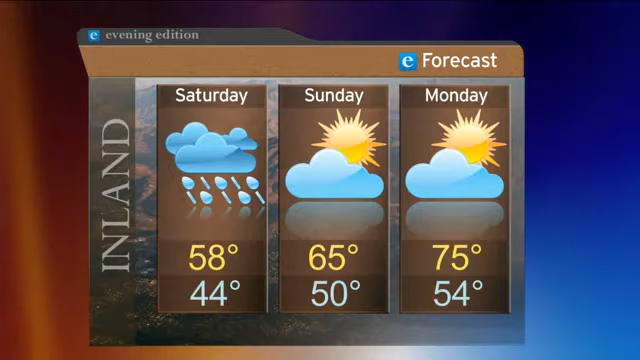 e evening edition
e Forecast
INLAND
Saturday Sunday Monday
58° 65° 75°
44° 50° 54°